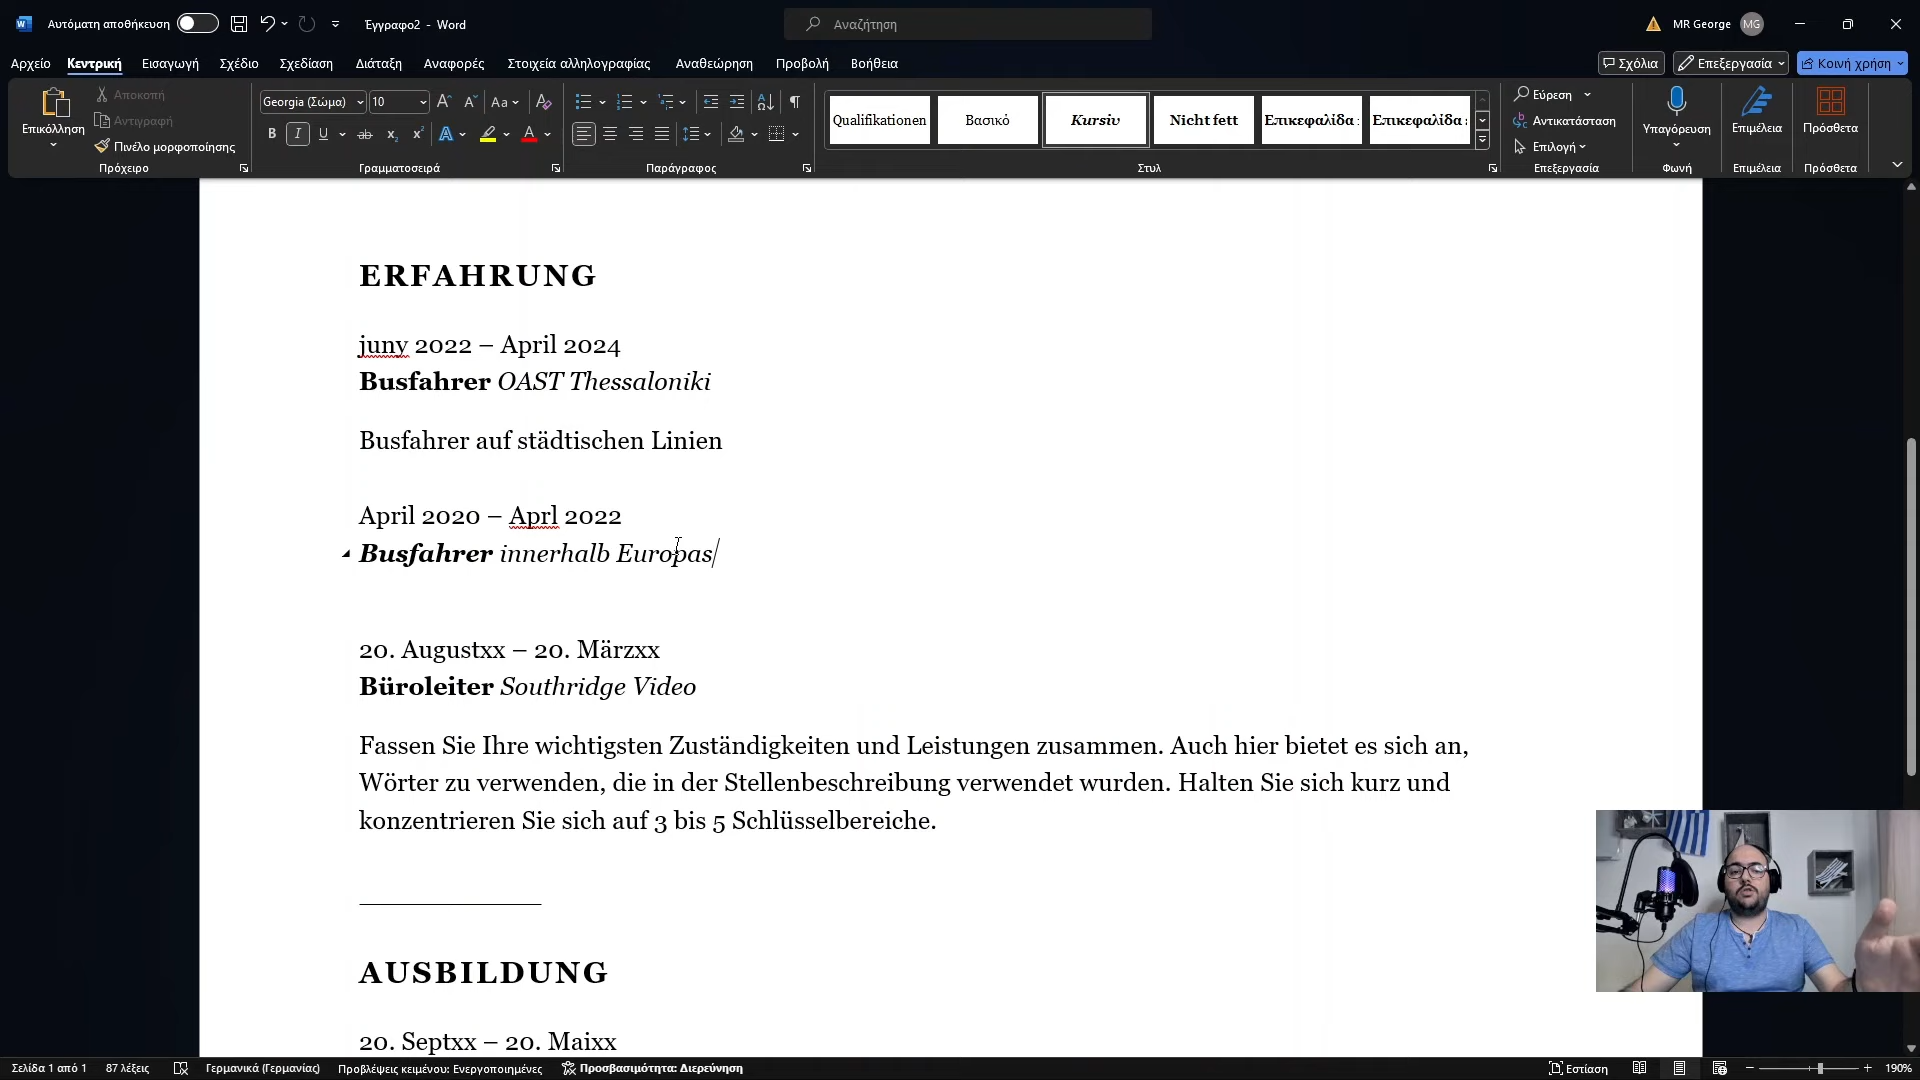 Αυτόματη αποθήκευση
Έγγραφο2 - Word
Αναζήτηση
MR George
MG
Αρχείο Κεντρική Εισαγωγή Σχέδιο Σχεδίαση Διάταξη Αναφορές Στοιχεία αλληλογραφίας Αναθεώρηση Προβολή Βοήθεια
Σχόλια Επεξεργασία Κοινή χρήση
Επικόλληση
Αποκοπή
Αντιγραφή
Πινέλο μορφοποίησης
Πρόχειρο
Georgia (Σώμα) 10
Γραμματοσειρά
Παράγραφος
Qualifikationen Βασικό Kursiv Nicht fett Επικεφαλίδα : Επικεφαλίδα :
Στυλ
Εύρεση
Αντικατάσταση
Επιλογή
Επεξεργασία
Υπαγόρευση
Φωνή
Επιμέλεια
Επιμέλεια
Πρόσθετα
Πρόσθετα
ERFAHRUNG
juny 2022 – April 2024
Busfahrer OAST Thessaloniki
Busfahrer auf städtischen Linien
April 2020 – Aprl 2022
Busfahrer innerhalb Europas
20. Augustxx – 20. Märzxx
Büroleiter Southridge Video
Fassen Sie Ihre wichtigsten Zuständigkeiten und Leistungen zusammen. Auch hier bietet es sich an,
Wörter zu verwenden, die in der Stellenbeschreibung verwendet wurden. Halten Sie sich kurz und
konzentrieren Sie sich auf 3 bis 5 Schlüsselbereiche.
AUSBILDUNG
20. Septxx – 20. Maixx
Σελίδα 1 από 1 87 λέξεις Γερμανικά (Γερμανίας) Προβλέψεις κειμένου: Ενεργοποιημένες Προσβασιμότητα: Διερεύνηση
Εστίαση
190%